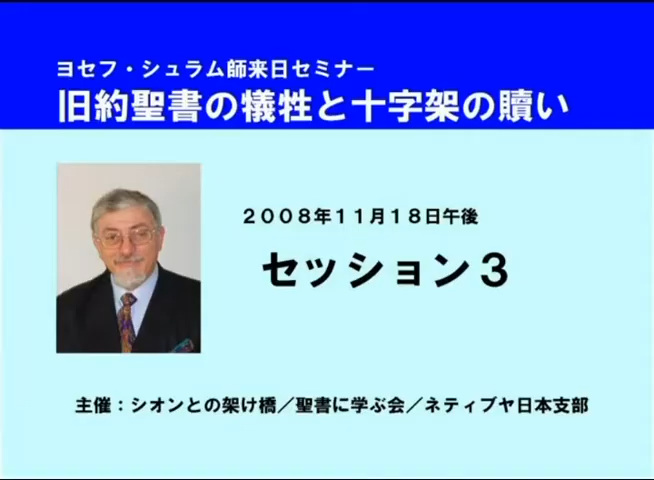 ヨセフ・シュラム師来日セミナー
旧約聖書の犠牲と十字架の贖い
2008年11月18日午後
セッション3
主催：シオンとの架け橋／聖書に学ぶ会／ネティブヤ日本支部